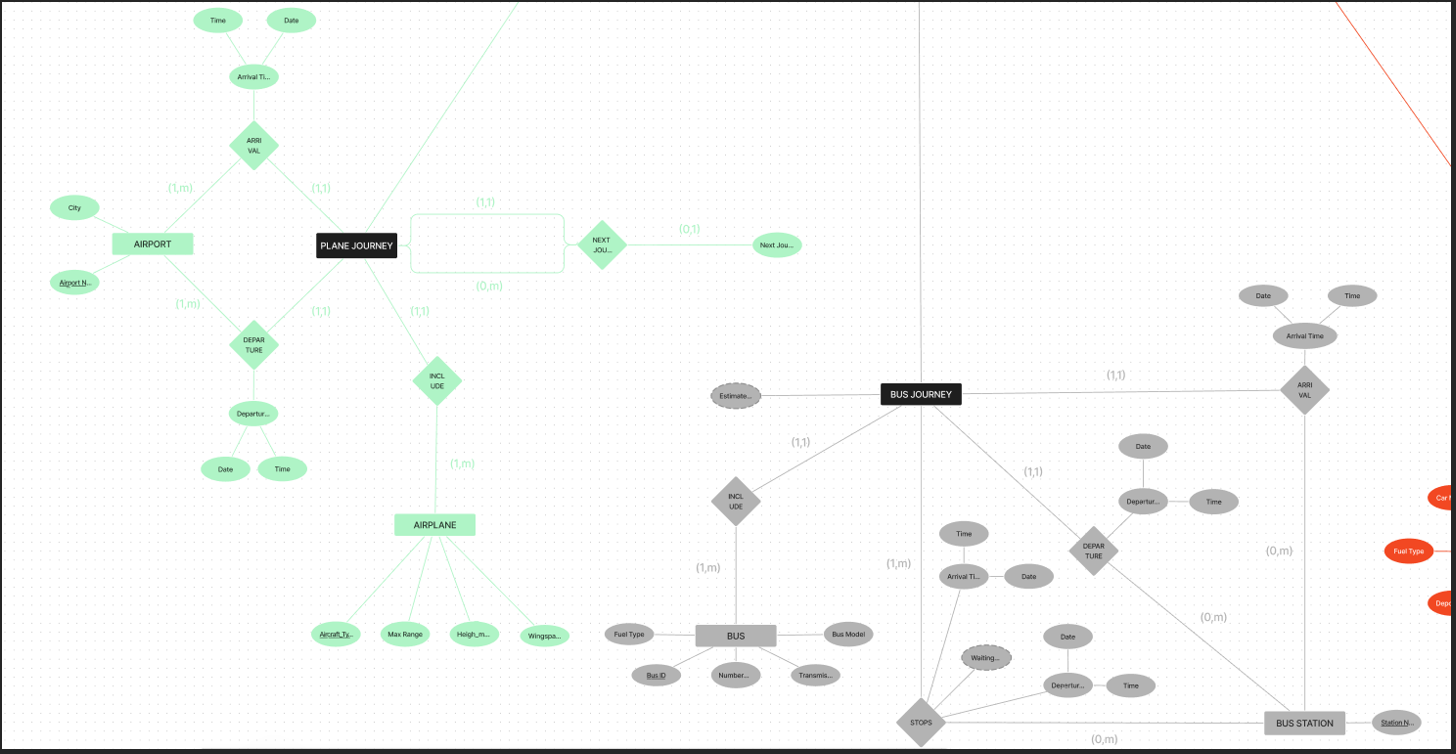 Time
Date
Arrival Ti...
ARRI
VAL
(1,m)
(1,1)
City
AIRPORT
Airport N...
PLANE JOURNEY
(1,1)
NEXT
JOU...
(0,1)
Next Jou...
(0,m)
(1,m)
(1,1)
(1,1)
DEPAR
TURE
Departur...
Date
Time
INCL
UDE
(1,m)
AIRPLANE
Aircraft_Ty...
Max Range
Heigh_m...
Wingspa...
Estimate...
BUS JOURNEY
(1,1)
Date
Time
Arrival Time
ARRI
VAL
(1,1)
INCL
UDE
(1,m)
(1,1)
Date
Departur...
Time
DEPAR
TURE
(0,m)
(0,m)
(1,m)
Time
Arrival Ti...
Date
Fuel Type
BUS
Bus Model
Bus ID
Number...
Transmis...
Waiting...
Date
Departur...
Time
STOPS
(0,m)
BUS STATION
Station N...
Car
Fuel Type